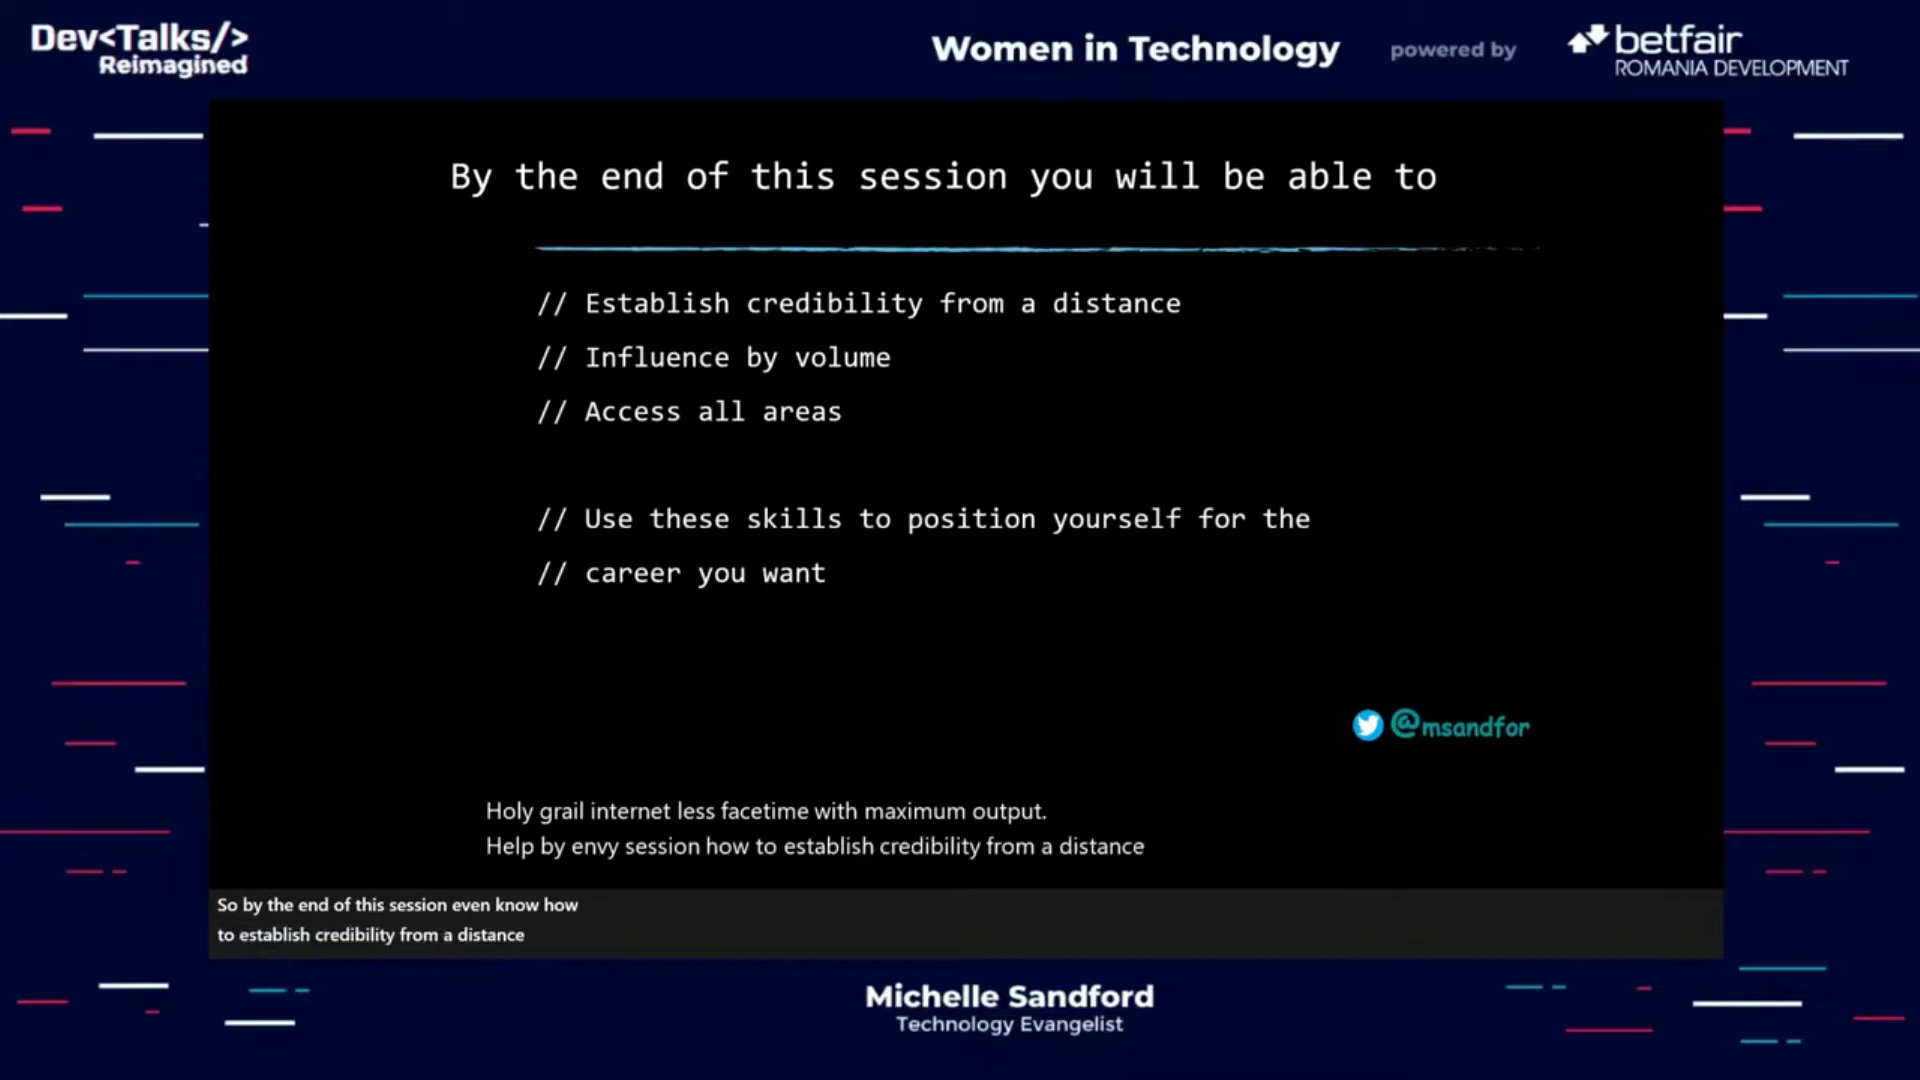 Dev<Talks/>
Reimagined
Women in Technology
powered by
betfair
ROMANIA DEVELOPMENT
By the end of this session you will be able to
// Establish credibility from a distance
// Influence by volume
// Access all areas
// Use these skills to position yourself for the
// career you want
@msandfor
Holy grail internet less facetime with maximum output.
Help by envy session how to establish credibility from a distance
So by the end of this session even know how
to establish credibility from a distance
Michelle Sandford
Technology Evangelist